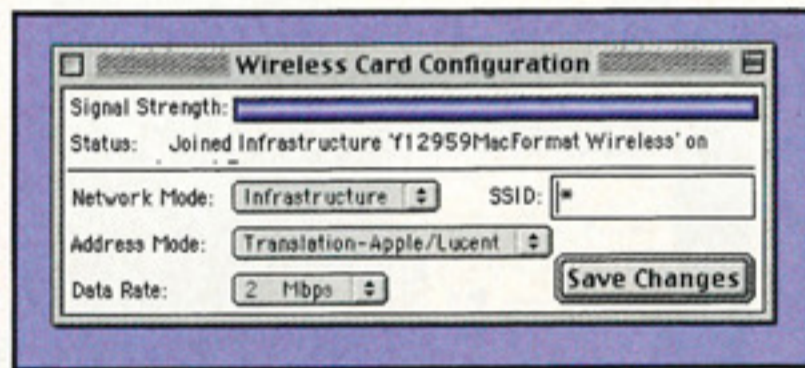 Wireless Card Configuration
Signal Strength:
Status: Joined Infrastructure 'f12959MacFormat Wireless' on
Network Mode: Infrastructure SSID: *
Address Mode: Translation-Apple/Lucent
Data Rate: 2 Mbps Save Changes